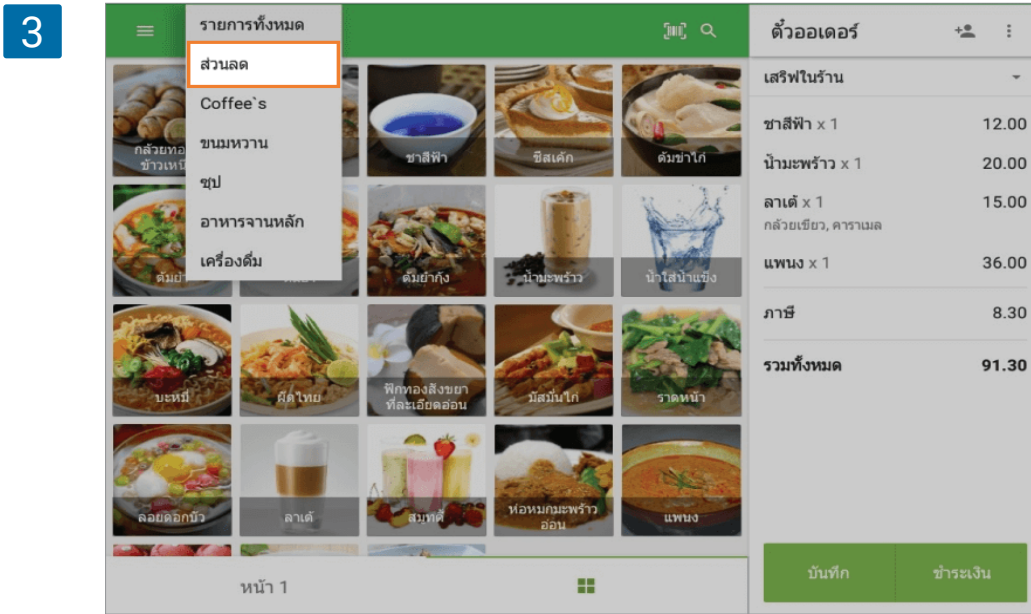 3
รายการทั้งหมด
ส่วนลด
Coffee`s
ขนมหวาน
ซุป
อาหารจานหลัก
เครื่องดื่ม
ชาสีฟ้า
ชีสเค้ก
ต้มข่าไก่
ต้มยำกุ้ง
น้ำมะพร้าว
น้ำใสน้ำแข็ง
บะหมี่
ผัดไทย
ฟักทองสังขยา
ที่ละเอียดอ่อน
มัสมั่นไก่
ราดหน้า
ลอยดอกบัว
ลาเต้
สมูทตี้
ห่อหมกมะพร้าว
อ่อน
แพนง
หน้า 1
ตั๋วออเดอร์
เสริฟในร้าน
ชาสีฟ้า x 1 12.00
น้ำมะพร้าว x 1 20.00
ลาเต้ x 1 15.00
กล้วยเขียว, คาราเมล
แพนง x 1 36.00
ภาษี 8.30
รวมทั้งหมด 91.30
บันทึก
ชำระเงิน